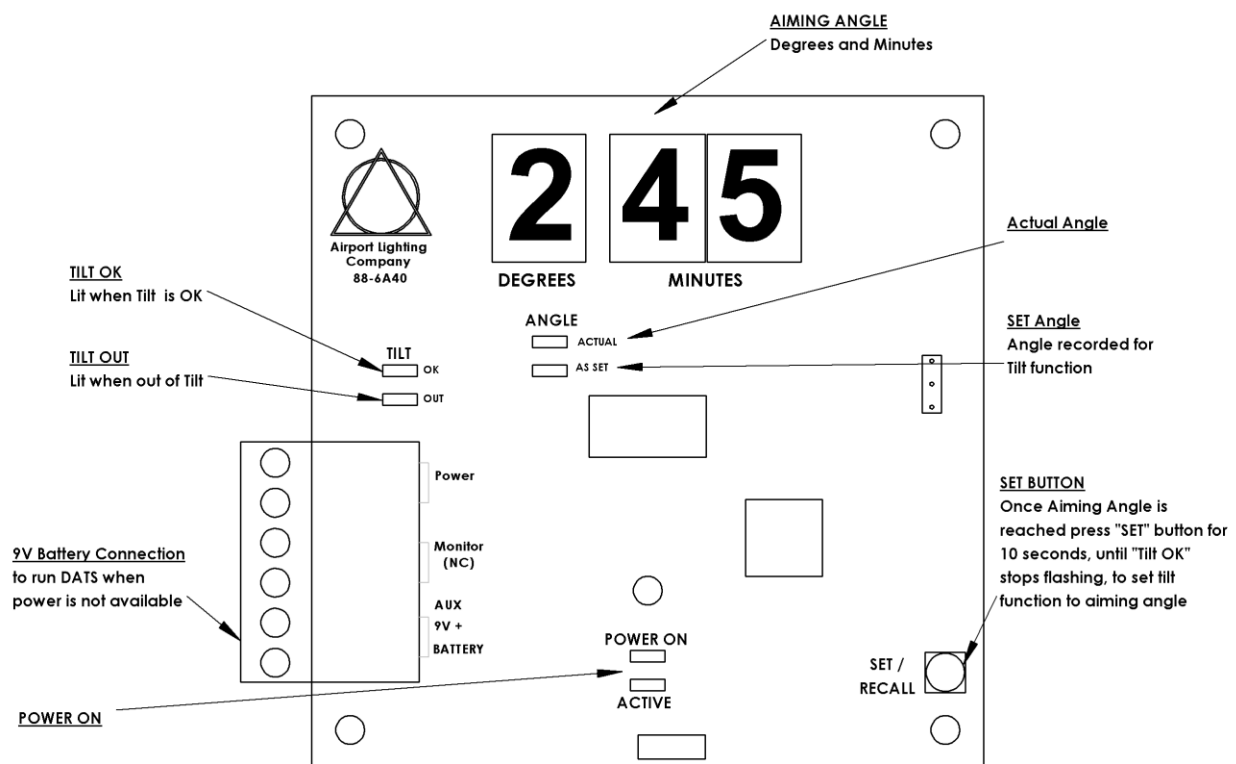 AIMING ANGLE
Degrees and Minutes
2 45
DEGREES MINUTES
Airport Lighting
Company
88-6A40
Actual Angle
ANGLE
ACTUAL
AS SET
SET Angle
Angle recorded for
Tilt function
TILT OK
Lit when Tilt is OK
TILT OUT
Lit when out of Tilt
TILT
OK
OUT
Power
Monitor
(NC)
AUX
9V +
BATTERY
9V Battery Connection
to run DATS when
power is not available
SET BUTTON
Once Aiming Angle is
reached press "SET" button for
10 seconds, until "Tilt OK"
stops flashing, to set tilt
function to aiming angle
POWER ON
ACTIVE
SET /
RECALL
POWER ON